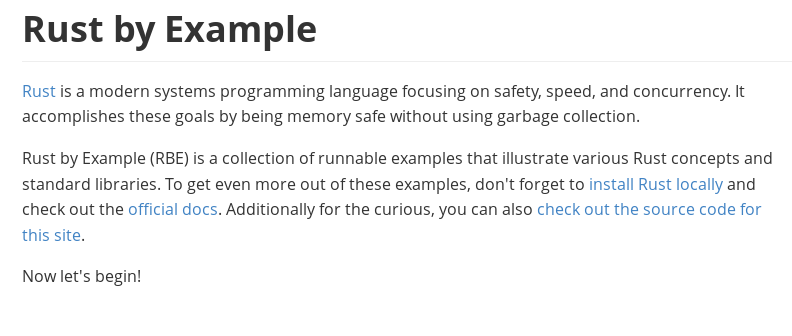 Rust by Example
Rust is a modern systems programming language focusing on safety, speed, and concurrency. It
accomplishes these goals by being memory safe without using garbage collection.
Rust by Example (RBE) is a collection of runnable examples that illustrate various Rust concepts and
standard libraries. To get even more out of these examples, don't forget to install Rust locally and
check out the official docs. Additionally for the curious, you can also check out the source code for
this site.
Now let's begin!